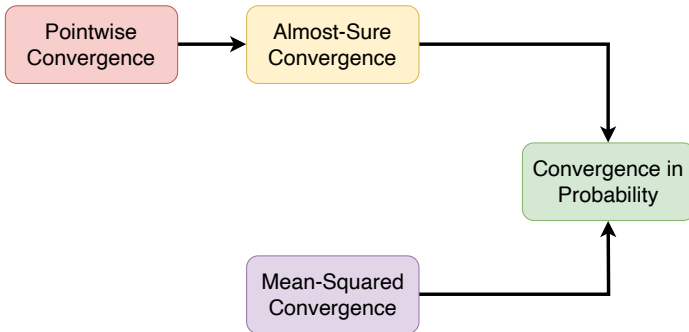 Pointwise
Convergence
Almost-Sure
Convergence
Convergence in
Probability
Mean-Squared
Convergence